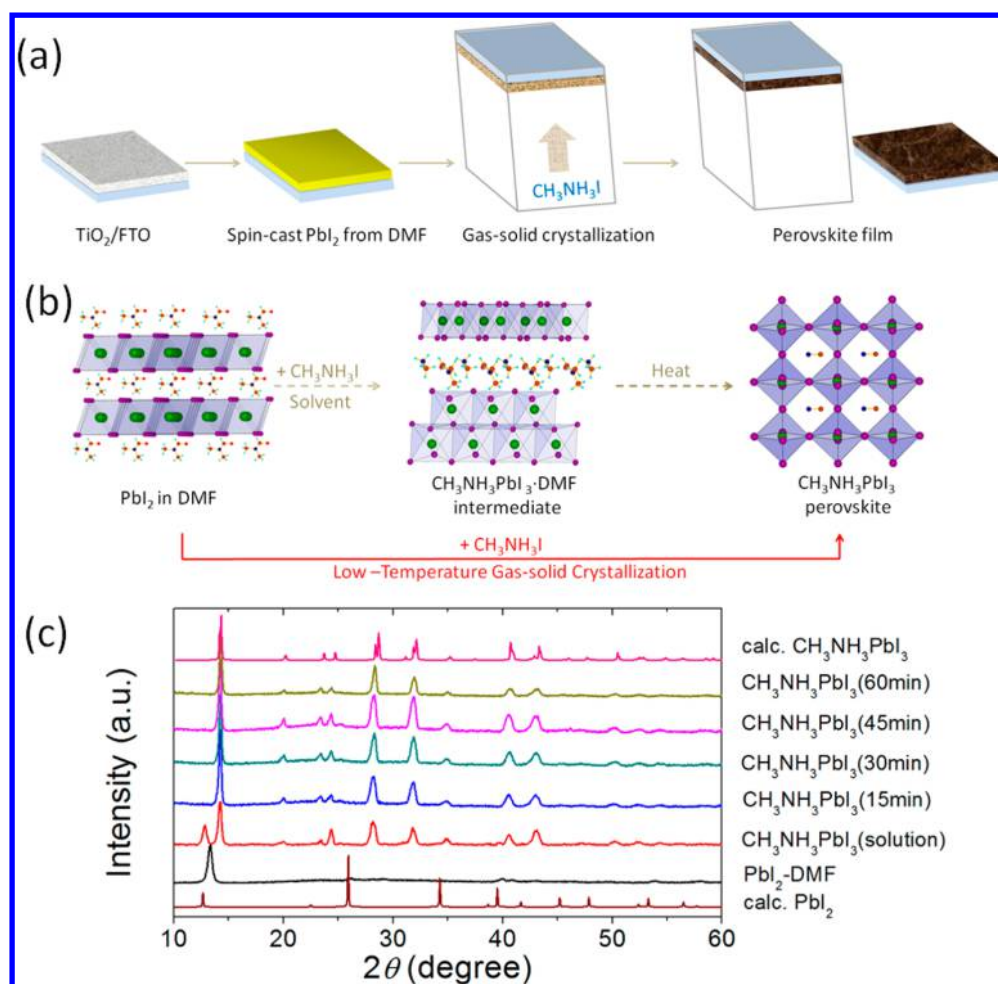 (a)
CH₃NH₃I
TiO₂/FTO
Spin-cast PbI₂ from DMF
Gas-solid crystallization
Perovskite film
(b)
+ CH₃NH₃I
Solvent
Heat
PbI₂ in DMF
CH₃NH₃PbI₃·DMF
intermediate
CH₃NH₃PbI₃
perovskite
+ CH₃NH₃I
Low –Temperature Gas-solid Crystallization
(c)
Intensity (a.u.)
calc. CH₃NH₃PbI₃
CH₃NH₃PbI₃(60min)
CH₃NH₃PbI₃(45min)
CH₃NH₃PbI₃(30min)
CH₃NH₃PbI₃(15min)
CH₃NH₃PbI₃(solution)
PbI₂-DMF
calc. PbI₂
10 20 30 40 50 60
2θ (degree)